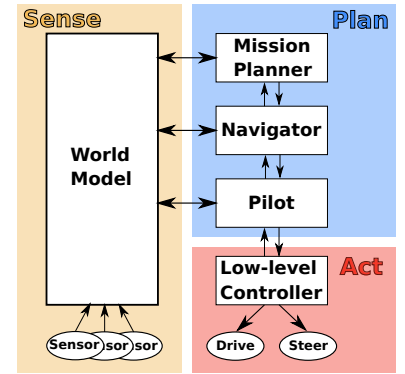 Sense
Plan
Mission
Planner
Navigator
World
Model
Pilot
Act
Low-level
Controller
Sensor
sor
sor
Drive
Steer